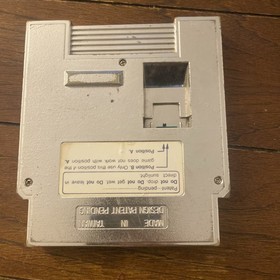 MADE IN TAIWAN
DESIGN PATENT PENDING
Patent-pending
Do not drop Do not get wet Do not leave in
direct sunlight
Position B. Only use this position if the
game does not work with position A.
Position A